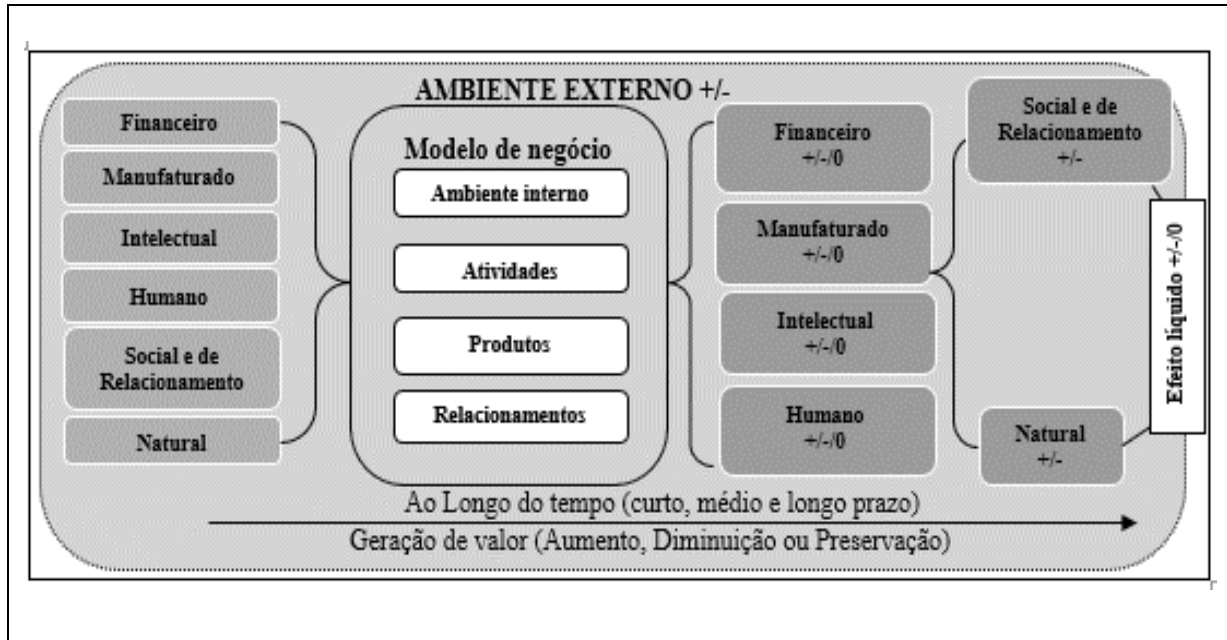 AMBIENTE EXTERNO +/-
Financeiro
Manufaturado
Intelectual
Humano
Social e de
Relacionamento
Natural
Modelo de negócio
Ambiente interno
Atividades
Produtos
Relacionamentos
Financeiro
+/-/0
Manufaturado
+/-/0
Intelectual
+/-/0
Humano
+/-/0
Social e de
Relacionamento
+/-
Natural
+/-
Efeito líquido +/-/0
Ao Longo do tempo (curto, médio e longo prazo)
Geração de valor (Aumento, Diminuição ou Preservação)